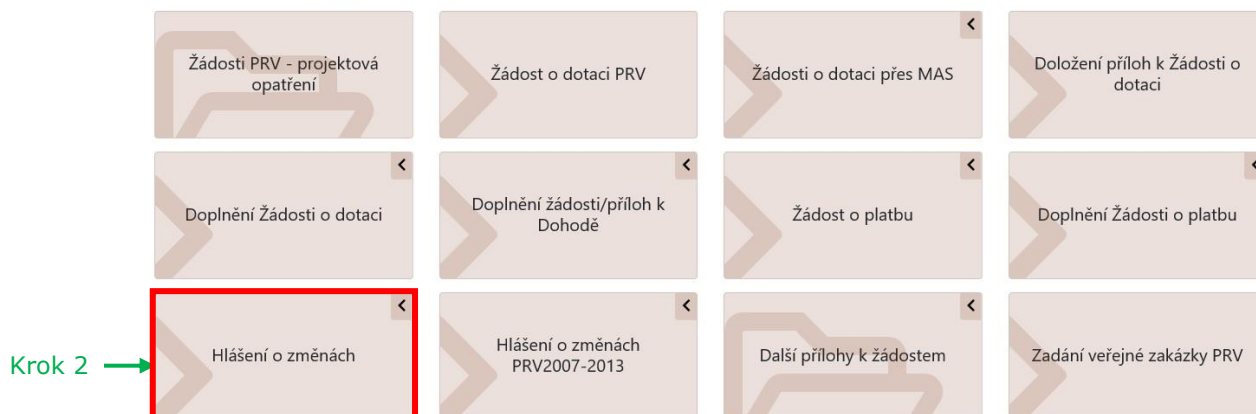 Žádosti PRV - projektová
opatření
Žádost o dotaci PRV
Žádosti o dotaci přes MAS
Doložení příloh k Žádosti o
dotaci
Doplnění Žádosti o dotaci
Doplnění žádosti/příloh k
Dohodě
Žádost o platbu
Doplnění Žádosti o platbu
Krok 2
Hlášení o změnách
Hlášení o změnách
PRV2007-2013
Další přílohy k žádostem
Zadání veřejné zakázky PRV